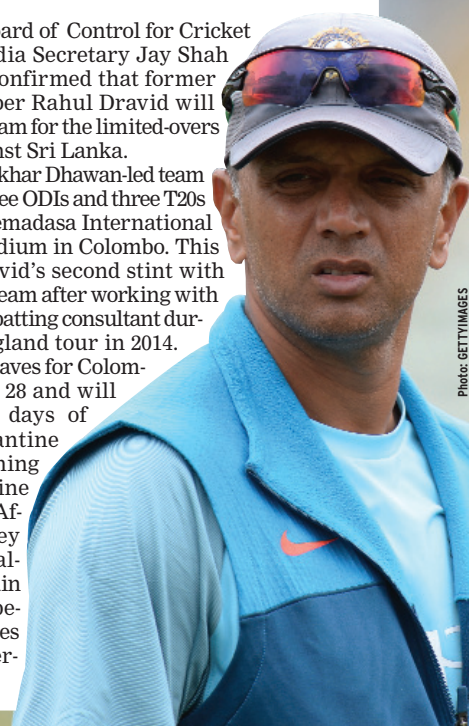 ard of Control for Cricket
dia Secretary Jay Shah
onfirmed that former
per Rahul Dravid will
am for the limited-overs
nst Sri Lanka.
khar Dhawan-led team
ee ODIs and three T20s
emadasa International
dium in Colombo. This
vid's second stint with
eam after working with
batting consultant dur-
gland tour in 2014.
aves for Colom-
28 and will
days of
antine
ning
ine
Af-
ey
al-
in
pe-
es
er-
Photo: GETTYIMAGES